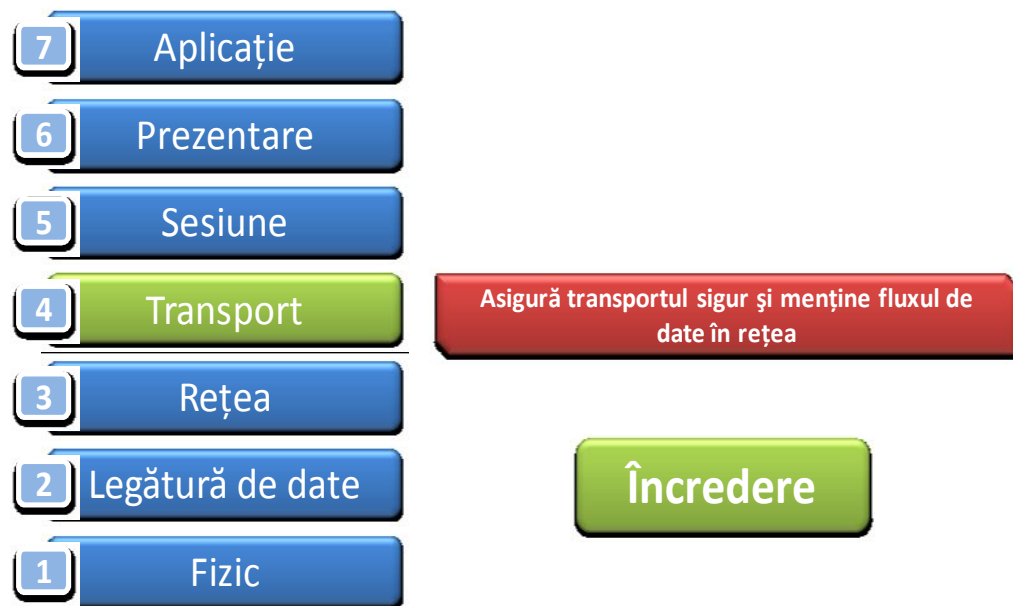 7 Aplicație
6 Prezentare
5 Sesiune
4 Transport
Asigură transportul sigur şi menține fluxul de
date în rețea
3 Rețea
2 Legătură de date
Încredere
1 Fizic